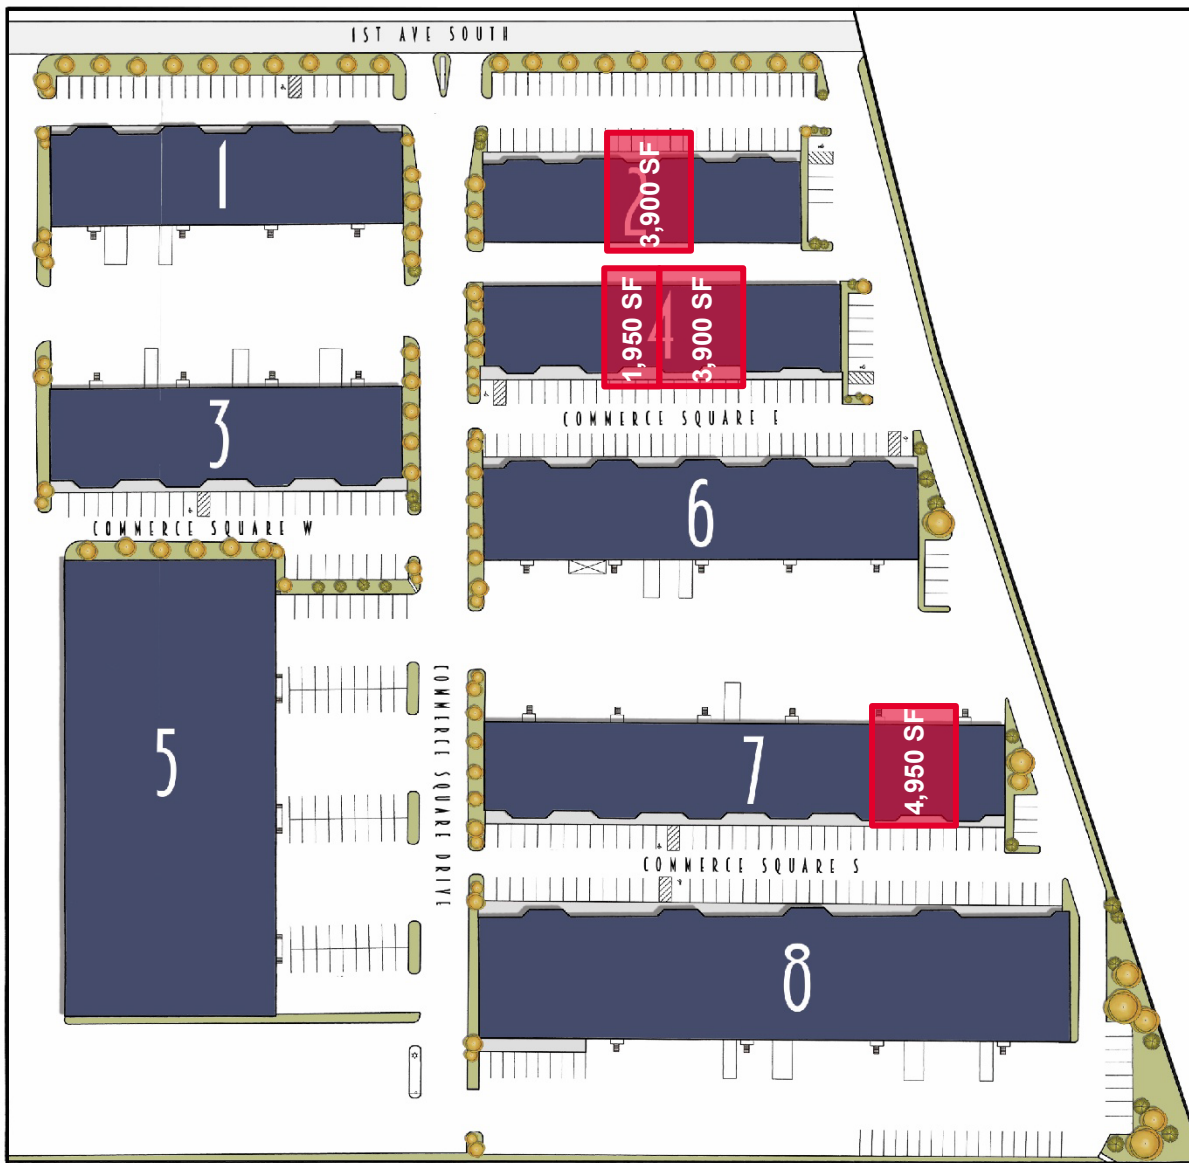 1ST AVE SOUTH
1
2
3,900 SF
1,950 SF
4
3,900 SF
COMMERCE SQUARE E
3
6
COMMERCE SQUARE W
5
COMMERCE SQUARE DRIVE
7
4,950 SF
COMMERCE SQUARE S
8